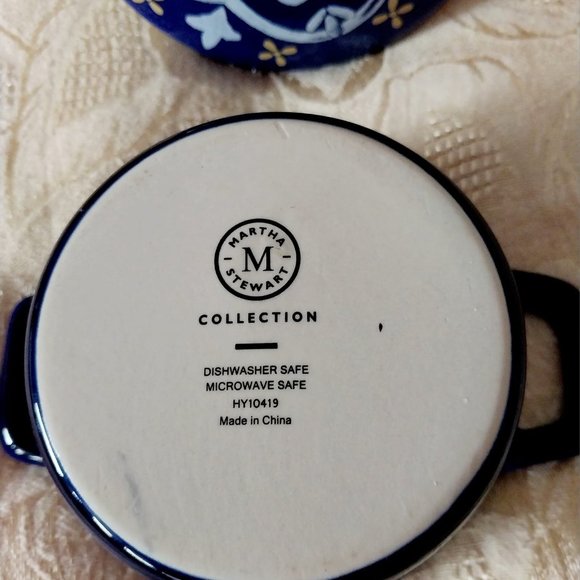 MARTHA
M
STEWART
COLLECTION
DISHWASHER SAFE
MICROWAVE SAFE
HY10419
Made in China